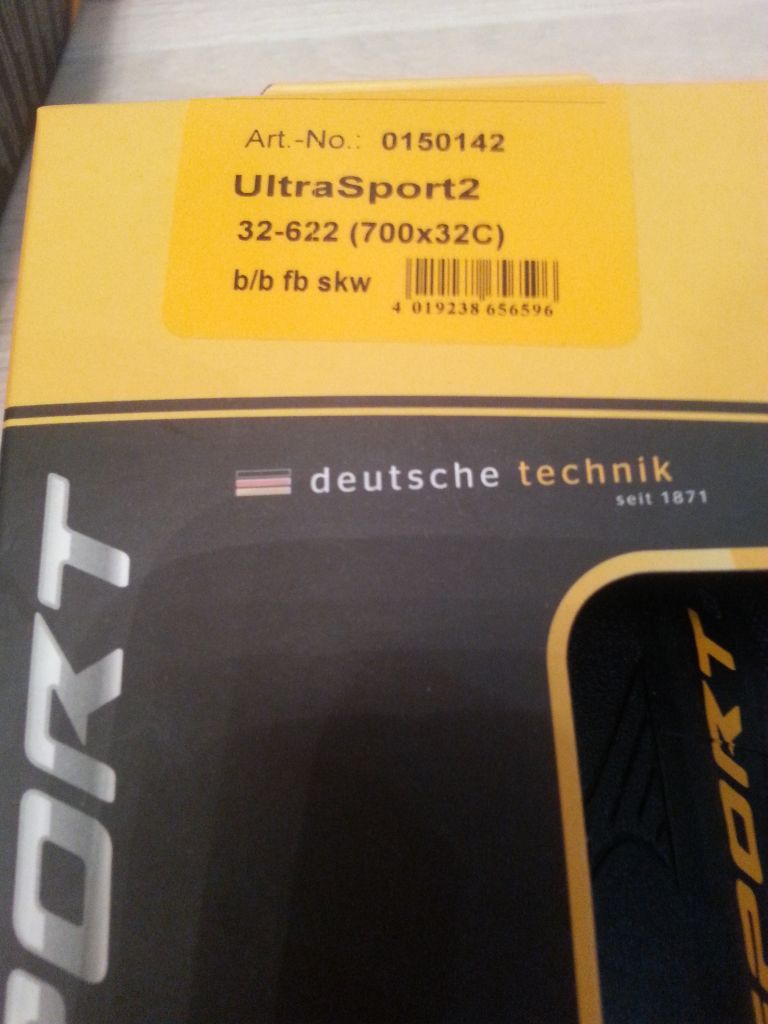 Art.-No.: 0150142
UltraSport2
32-622 (700x32C)
b/b fb skw
4 019238 656596
deutsche technik
seit 1871
PORT
SPORT